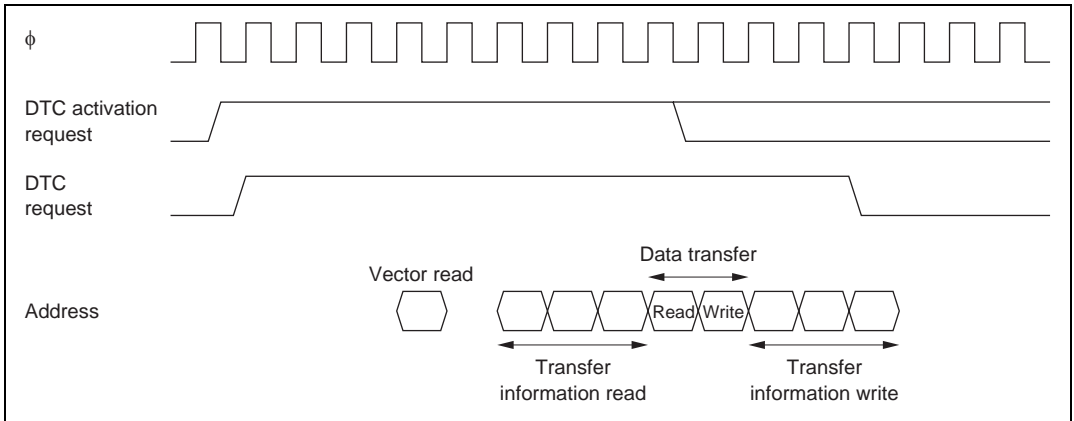 ϕ
DTC activation
request
DTC
request
Data transfer
Vector read
Address
Read
Write
Transfer
information read
Transfer
information write